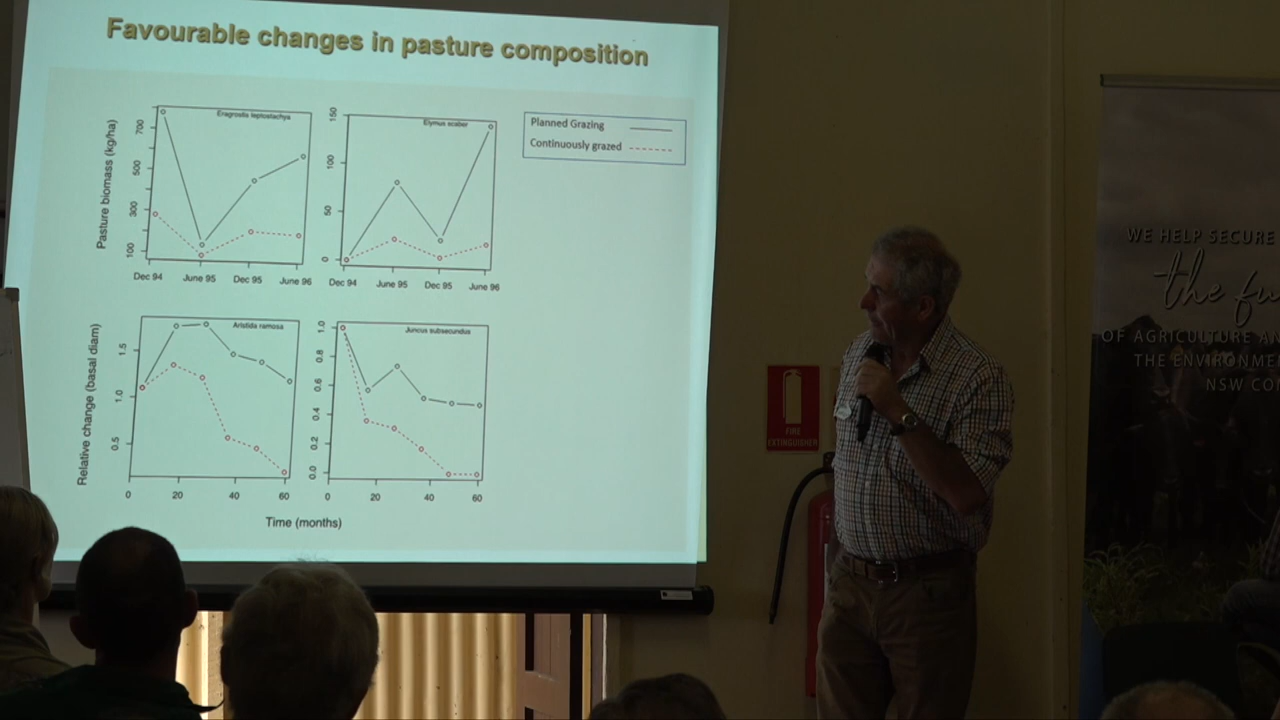 Favourable changes in pasture composition
Pasture biomass (kg/ha)
700
500
300
100
Eragrostis leptostachya
Dec 94 June 95 Dec 95 June 96
150
100
50
0
Elymus scaber
Dec 94 June 95 Dec 95 June 96
Planned Grazing
Continuously grazed
Relative change (basal diam)
1.5
1.0
0.5
Aristida ramosa
0 20 40 60
1.0
0.8
0.6
0.4
0.2
0.0
Juncus subsecundus
0 20 40 60
Time (months)
FIRE
EXTINGUISHER
WE HELP SECURE
the fu
OF AGRICULTURE AN
THE ENVIRONME
NSW CO